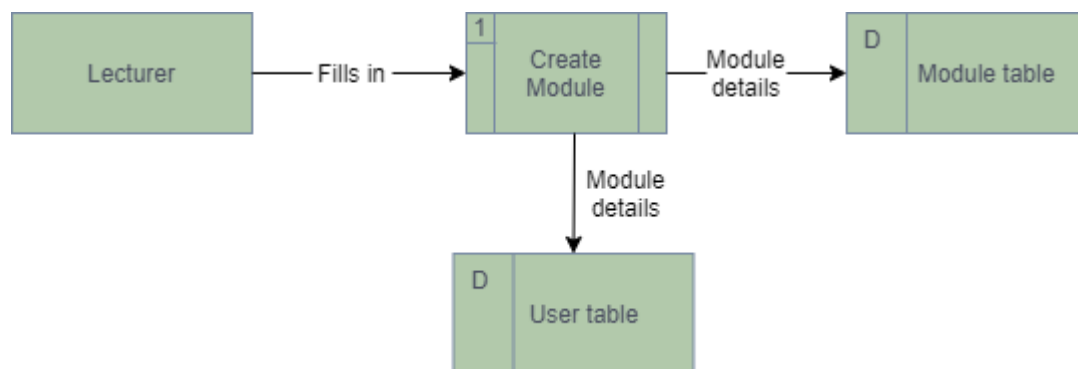 Lecturer
Fills in
1
Create
Module
Module
details
D
Module table
Module
details
D
User table